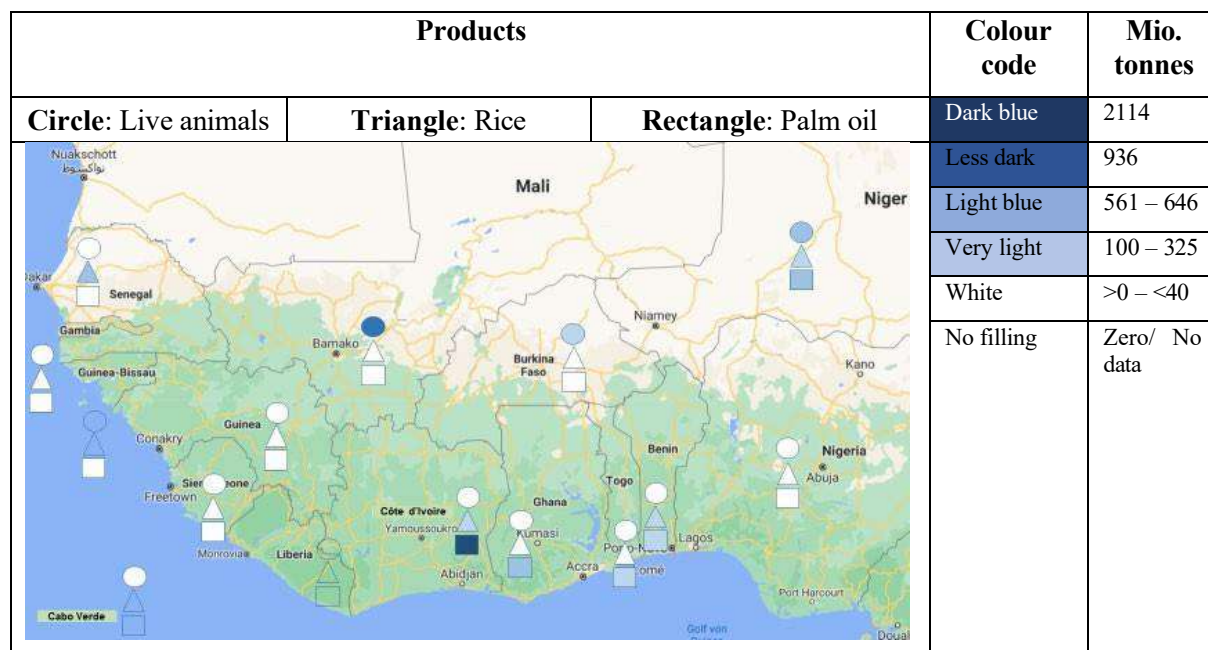 Products
Colour code
Mio. tonnes
Circle: Live animals
Triangle: Rice
Rectangle: Palm oil
Dark blue
2114
Less dark
936
Light blue
561 – 646
Very light
100 – 325
White
>0 – <40
No filling
Zero/ No data
Nuakschott
نواكشوط
Mali
Niger
Dakar
Senegal
Gambia
Bamako
Niamey
Burkina
Faso
Kano
Guinea-Bissau
Guinea
Conakry
Benin
Nigeria
Abuja
Togo
Freetown
Ghana
Côte d'Ivoire
Yamoussoukro
Kumasi
Lagos
Monrovia
Liberia
Accra
Abidjan
Port Harcourt
Cabo Verde
Golf von